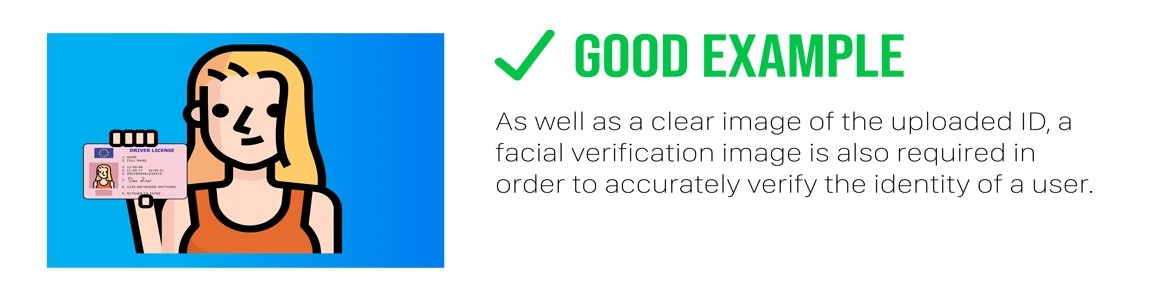 GOOD EXAMPLE
As well as a clear image of the uploaded ID, a
facial verification image is also required in
order to accurately verify the identity of a user.
DRIVER LICENSE
1. NAME
2. FULL NAME